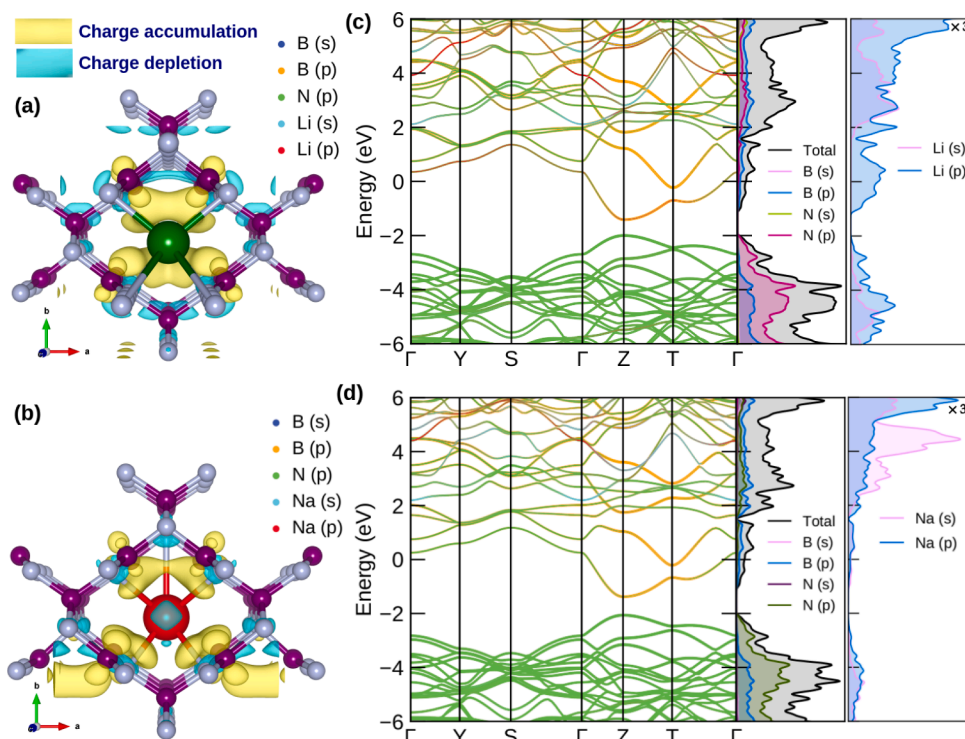 Charge accumulation
Charge depletion
(a)
B (s)
B (p)
N (p)
Li (s)
Li (p)
b
a
(c)
Energy (eV)
6
4
2
0
−2
−4
−6
Γ Y S Γ Z T Γ
Total
B (s)
B (p)
N (s)
N (p)
×3
Li (s)
Li (p)
(b)
B (s)
B (p)
N (p)
Na (s)
Na (p)
b
a
(d)
Energy (eV)
6
4
2
0
−2
−4
−6
Γ Y S Γ Z T Γ
Total
B (s)
B (p)
N (s)
N (p)
×3
Na (s)
Na (p)